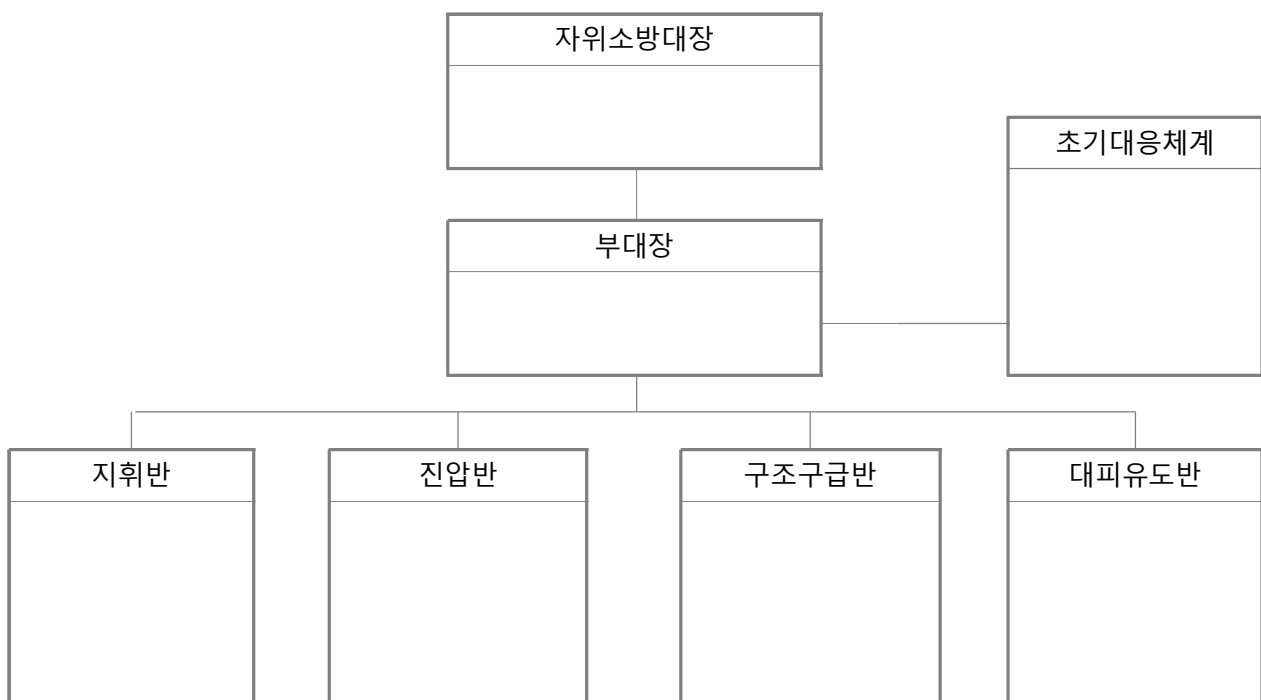 자위소방대장
초기대응체계
부대장
지휘반
진압반
구조구급반
대피유도반